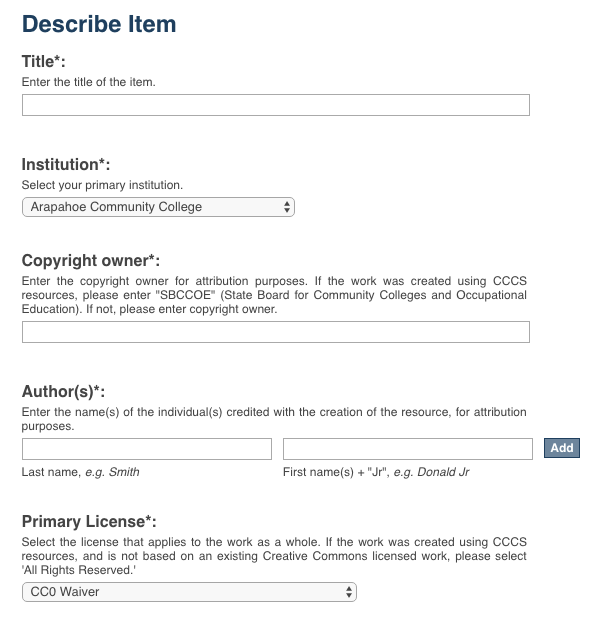 Describe Item
Title*:
Enter the title of the item.
Institution*:
Select your primary institution.
Arapahoe Community College
Copyright owner*:
Enter the copyright owner for attribution purposes. If the work was created using CCCS
resources, please enter "SBCCOE" (State Board for Community Colleges and Occupational
Education). If not, please enter copyright owner.
Author(s)*:
Enter the name(s) of the individual(s) credited with the creation of the resource, for attribution
purposes.
Add
Last name, e.g. Smith
First name(s) + "Jr", e.g. Donald Jr
Primary License*:
Select the license that applies to the work as a whole. If the work was created using CCCS
resources, and is not based on an existing Creative Commons licensed work, please select
'All Rights Reserved.'
CC0 Waiver